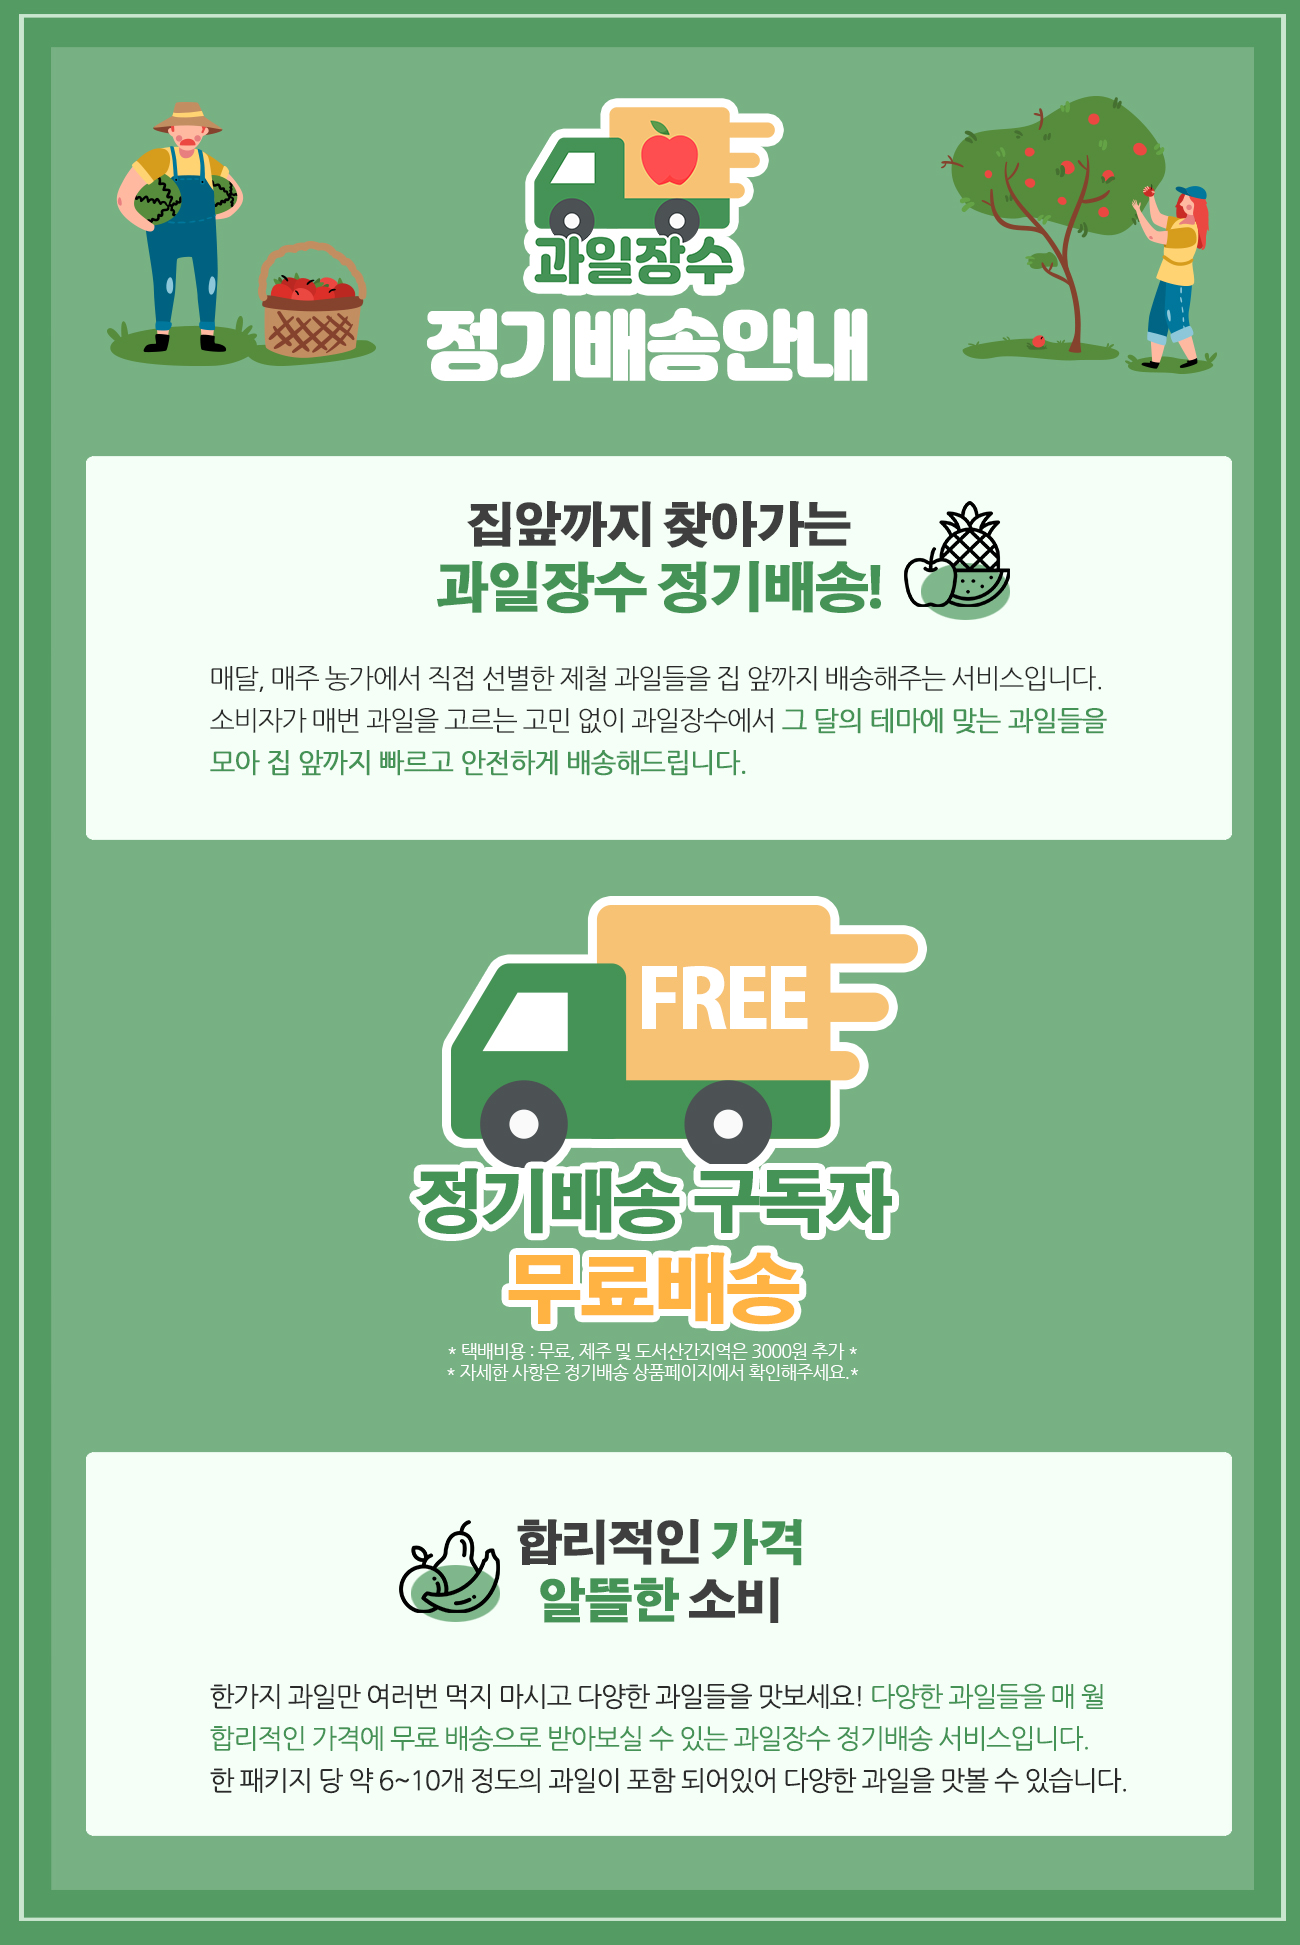 과일장수
정기배송안내
집앞까지 찾아가는
과일장수 정기배송!
매달, 매주 농가에서 직접 선별한 제철 과일들을 집 앞까지 배송해주는 서비스입니다.
소비자가 매번 과일을 고르는 고민 없이 과일장수에서 그 달의 테마에 맞는 과일들을
모아 집 앞까지 빠르고 안전하게 배송해드립니다.
FREE
정기배송 구독자
무료배송
* 택배비용 : 무료, 제주 및 도서산간지역은 3000원 추가 *
* 자세한 사항은 정기배송 상품페이지에서 확인해주세요.*
합리적인 가격
알뜰한 소비
한가지 과일만 여러번 먹지 마시고 다양한 과일들을 맛보세요! 다양한 과일들을 매 월
합리적인 가격에 무료 배송으로 받아보실 수 있는 과일장수 정기배송 서비스입니다.
한 패키지 당 약 6~10개 정도의 과일이 포함 되어있어 다양한 과일을 맛볼 수 있습니다.